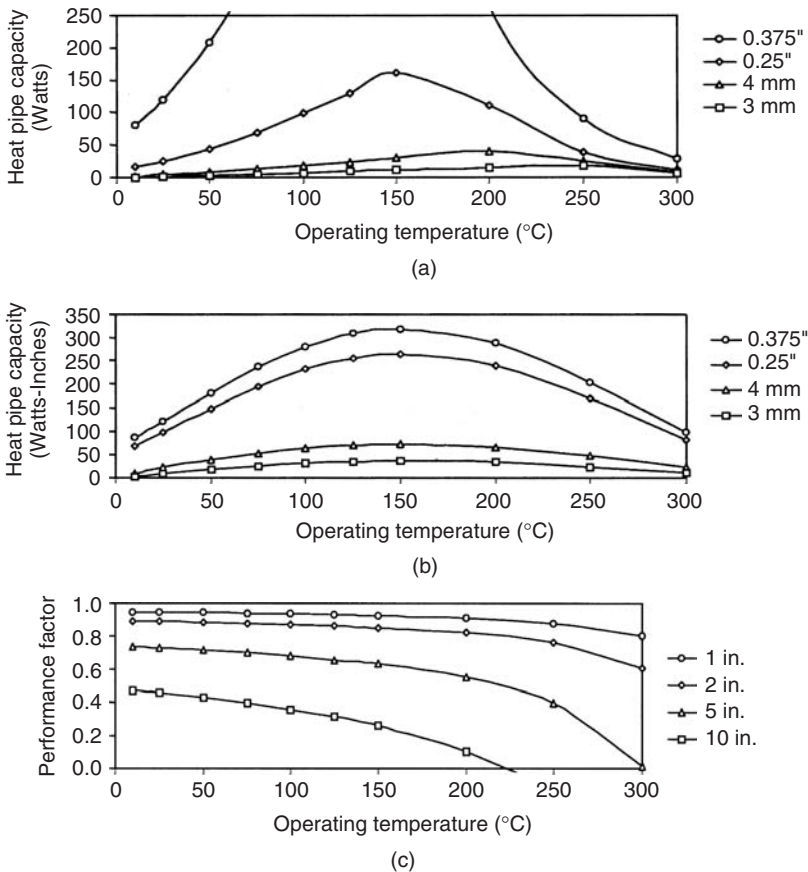 (a)
250
200
150
100
50
0
Heat pipe capacity
(Watts)
0 50 100 150 200 250 300
Operating temperature (°C)
0.375"
0.25"
4 mm
3 mm
(a)
350
300
250
200
150
100
50
0
Heat pipe capacity
(Watts-Inches)
0 50 100 150 200 250 300
Operating temperature (°C)
0.375"
0.25"
4 mm
3 mm
(b)
1.0
0.8
0.6
0.4
0.2
0.0
Performance factor
0 50 100 150 200 250 300
Operating temperature (°C)
1 in.
2 in.
5 in.
10 in.
(c)